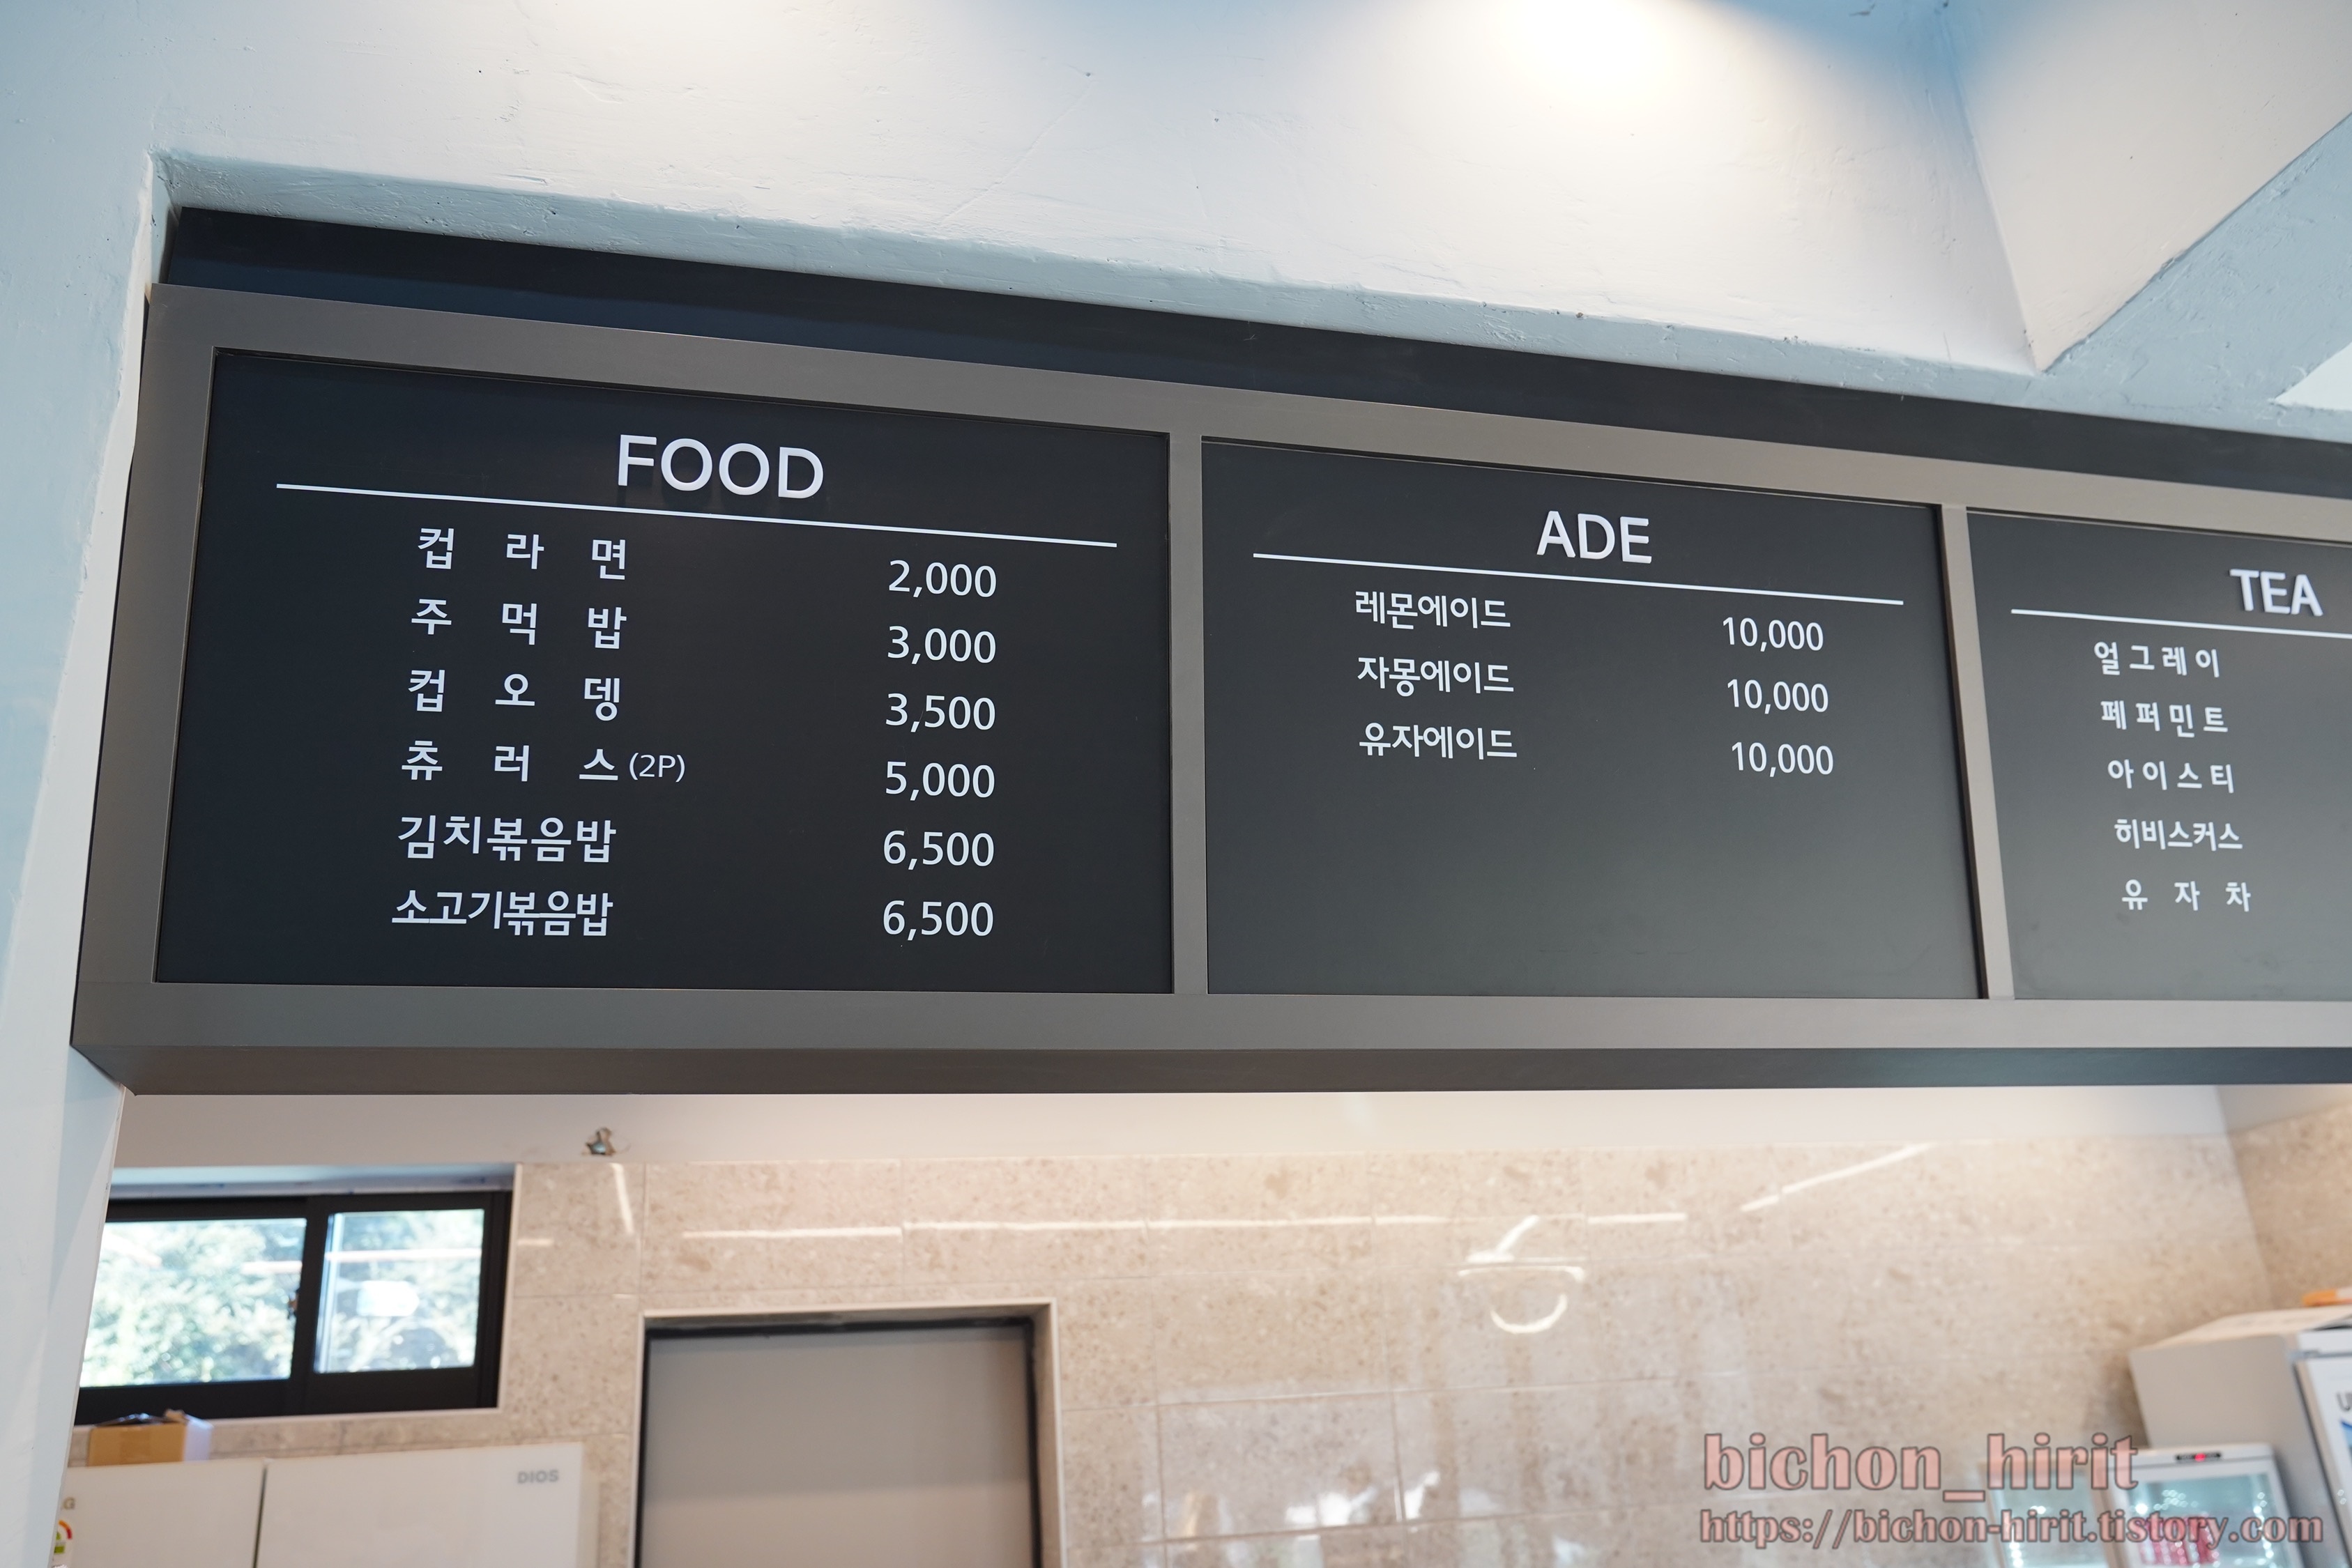 FOOD
컵 라 면 2,000
주 먹 밥 3,000
컵 오 뎅 3,500
츄 러 스 (2P) 5,000
김치볶음밥 6,500
소고기볶음밥 6,500
ADE
레몬에이드 10,000
자몽에이드 10,000
유자에이드 10,000
TEA
얼그레이
페퍼민트
아이스티
히비스커스
유 자 차
DIOS
bichon_hirit
https://bichon-hirit.tistory.com